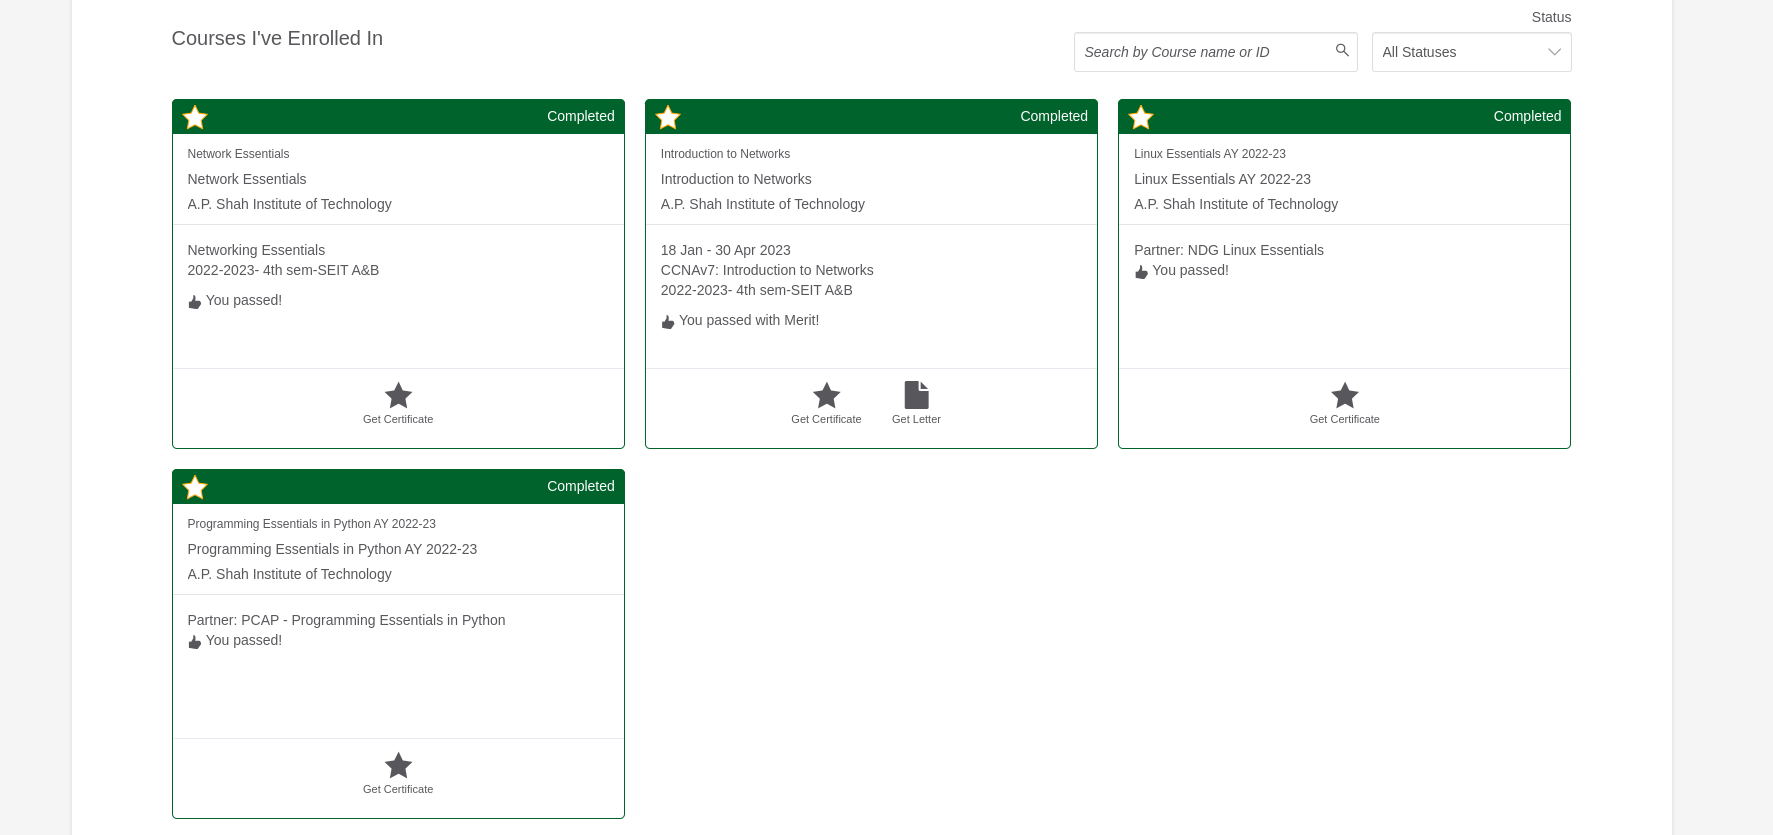 Courses I've Enrolled In
Status
Search by Course name or ID
All Statuses
Completed
Network Essentials
Network Essentials
A.P. Shah Institute of Technology
Networking Essentials
2022-2023- 4th sem-SEIT A&B
You passed!
Get Certificate
Completed
Introduction to Networks
Introduction to Networks
A.P. Shah Institute of Technology
18 Jan - 30 Apr 2023
CCNAv7: Introduction to Networks
2022-2023- 4th sem-SEIT A&B
You passed with Merit!
Get Certificate
Get Letter
Completed
Linux Essentials AY 2022-23
Linux Essentials AY 2022-23
A.P. Shah Institute of Technology
Partner: NDG Linux Essentials
You passed!
Get Certificate
Completed
Programming Essentials in Python AY 2022-23
Programming Essentials in Python AY 2022-23
A.P. Shah Institute of Technology
Partner: PCAP - Programming Essentials in Python
You passed!
Get Certificate